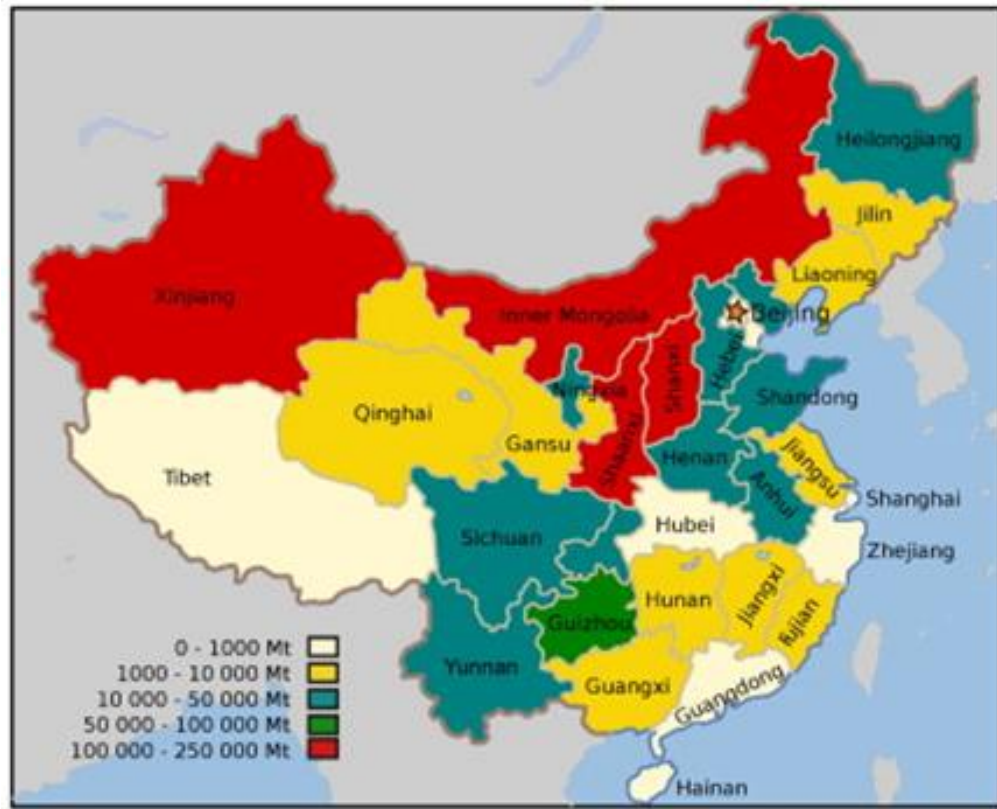 Heilongjiang
Jilin
Liaoning
Xinjiang
Inner Mongolia
Beijing
Hebei
Shanxi
Ningxia
Shandong
Qinghai
Gansu
Shaanxi
Henan
Jiangsu
Anhui
Tibet
Shanghai
Hubei
Sichuan
Zhejiang
Hunan
Jiangxi
Fujian
Guizhou
Yunnan
Guangxi
Guangdong
Hainan
0 - 1000 Mt
1000 - 10 000 Mt
10 000 - 50 000 Mt
50 000 - 100 000 Mt
100 000 - 250 000 Mt